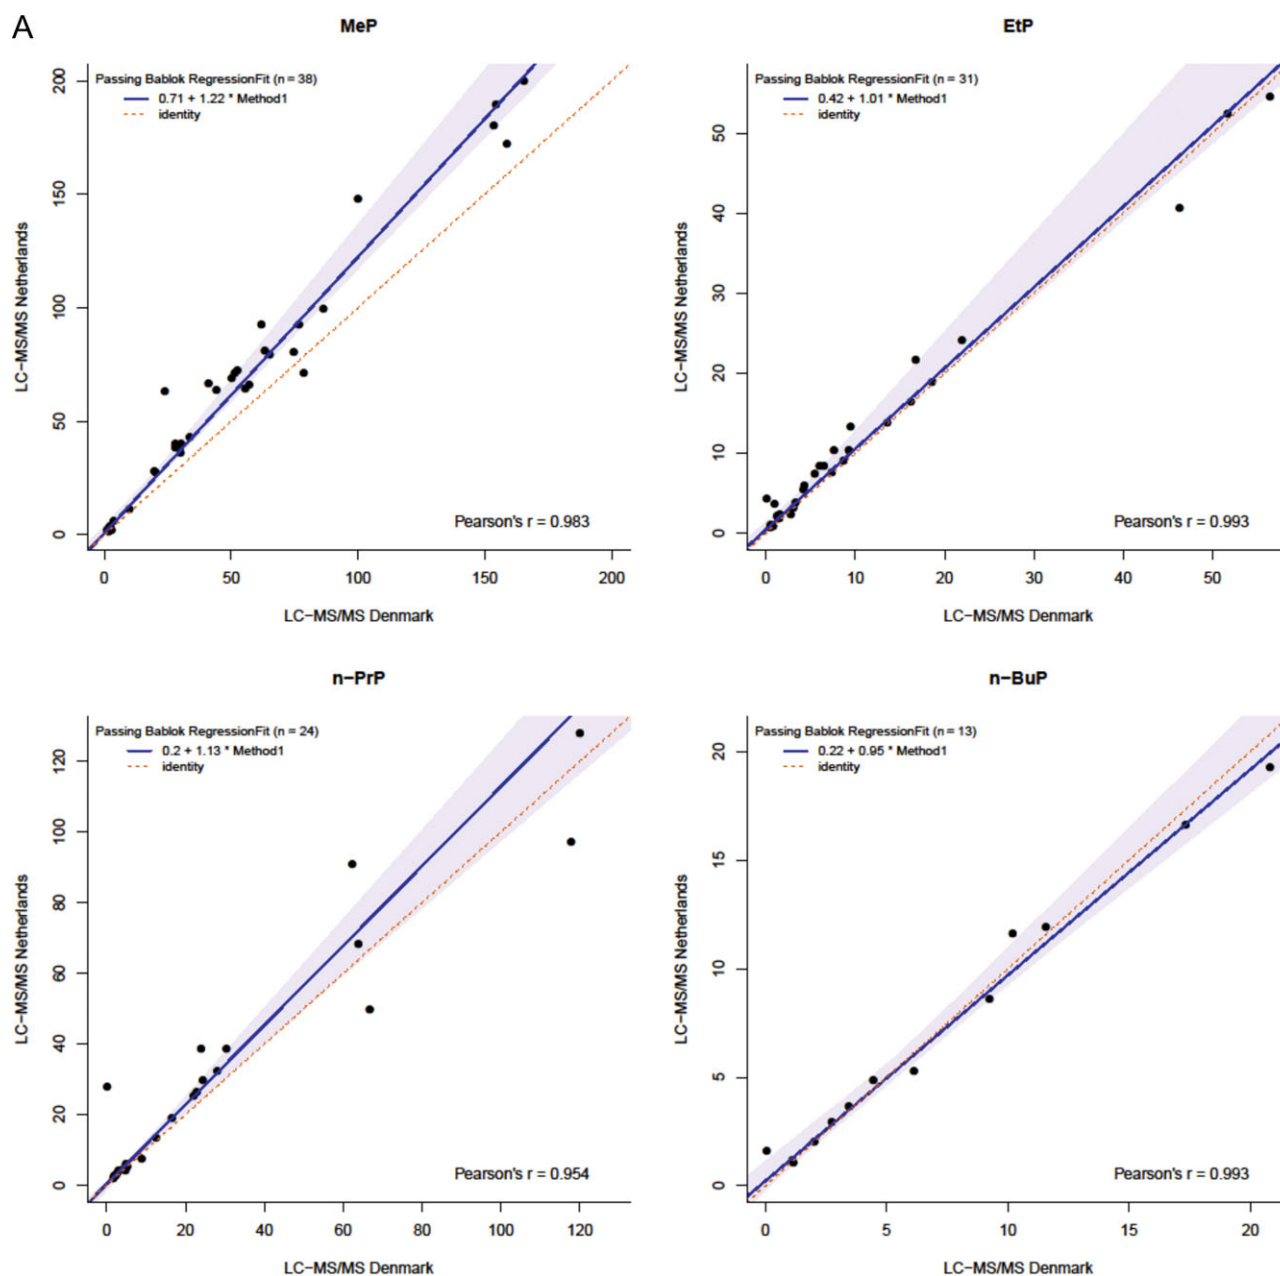 A
MeP
Passing Bablok RegressionFit (n = 38)
0.71 + 1.22 * Method1
identity
Pearson's r = 0.983
LC-MS/MS Netherlands
0 50 100 150 200
0 50 100 150 200
LC-MS/MS Denmark
EtP
Passing Bablok RegressionFit (n = 31)
0.42 + 1.01 * Method1
identity
Pearson's r = 0.993
LC-MS/MS Netherlands
0 10 20 30 40 50
0 10 20 30 40 50
LC-MS/MS Denmark
n-PrP
Passing Bablok RegressionFit (n = 24)
0.2 + 1.13 * Method1
identity
Pearson's r = 0.954
LC-MS/MS Netherlands
0 20 40 60 80 100 120
0 20 40 60 80 100 120
LC-MS/MS Denmark
n-BuP
Passing Bablok RegressionFit (n = 13)
0.22 + 0.95 * Method1
identity
Pearson's r = 0.993
LC-MS/MS Netherlands
0 5 10 15 20
0 5 10 15 20
LC-MS/MS Denmark